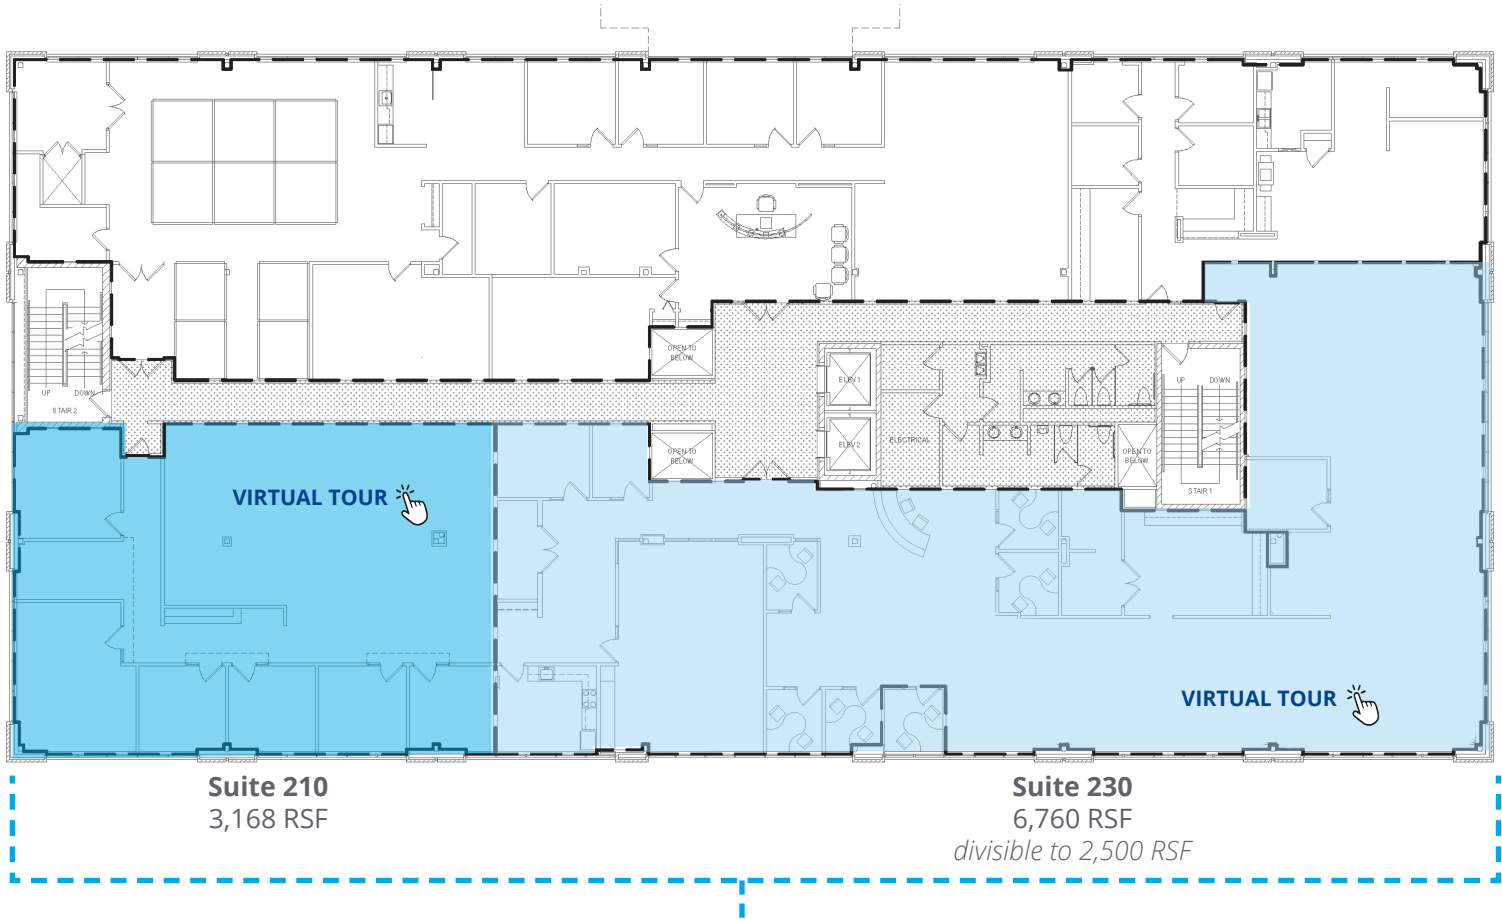 OPEN TO
BELOW
ELEV 1
UP
DOWN
STAIR 2
UP
DOWN
ELEV 2
ELECTRICAL
OPEN TO
BELOW
OPEN TO
BELOW
STAIR 1
VIRTUAL TOUR
VIRTUAL TOUR
Suite 210
3,168 RSF
Suite 230
6,760 RSF
divisible to 2,500 RSF